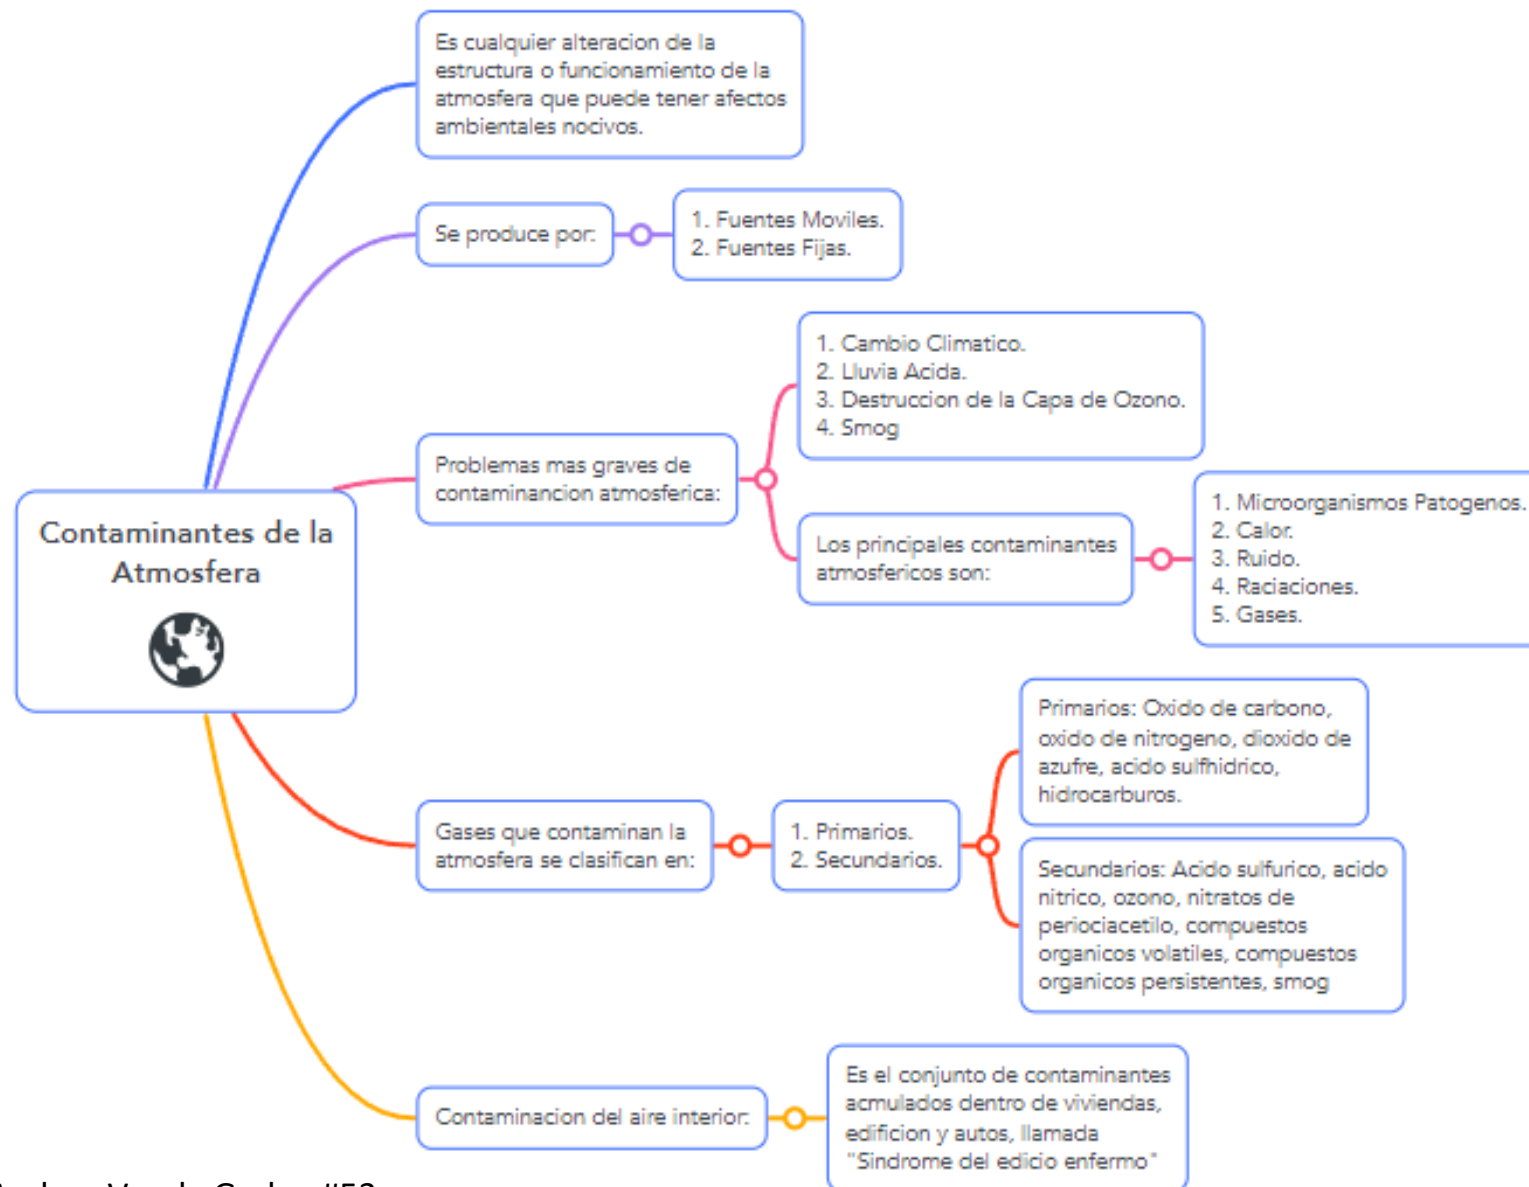 Es cualquier alteracion de la
estructura o funcionamiento de la
atmosfera que puede tener afectos
ambientales nocivos.
Se produce por:
1. Fuentes Moviles.
2. Fuentes Fijas.
Problemas mas graves de
contaminancion atmosferica:
1. Cambio Climatico.
2. Lluvia Acida.
3. Destruccion de la Capa de Ozono.
4. Smog
Los principales contaminantes
atmosfericos son:
1. Microorganismos Patogenos.
2. Calor.
3. Ruido.
4. Raciaciones.
5. Gases.
Contaminantes de la
Atmosfera
Gases que contaminan la
atmosfera se clasifican en:
1. Primarios.
2. Secundarios.
Primarios: Oxido de carbono,
oxido de nitrogeno, dioxido de
azufre, acido sulfhidrico,
hidrocarburos.
Secundarios: Acido sulfurico, acido
nitrico, ozono, nitratos de
periociacetilo, compuestos
organicos volatiles, compuestos
organicos persistentes, smog
Contaminacion del aire interior:
Es el conjunto de contaminantes
acmulados dentro de viviendas,
edificion y autos, llamada
"Sindrome del edicio enfermo"